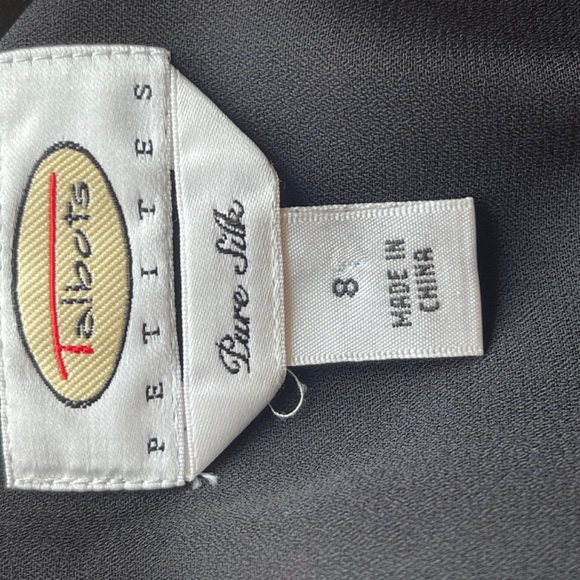 Talbots
PETITES
Pure Silk
8
MADE IN
CHINA